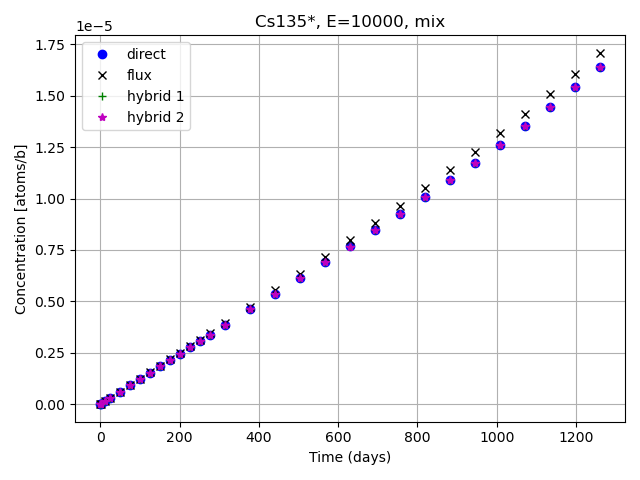 Cs135*, E=10000, mix
1e−5
direct
flux
hybrid 1
hybrid 2
1.75
1.50
1.25
1.00
0.75
0.50
0.25
0.00
Concentration [atoms/b]
0 200 400 600 800 1000 1200
Time (days)